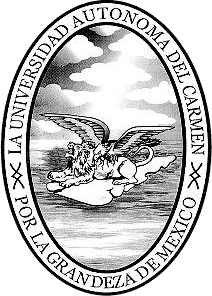 LA UNIVERSIDAD AUTONOMA DEL CARMEN
POR LA GRANDEZA DE MEXICO